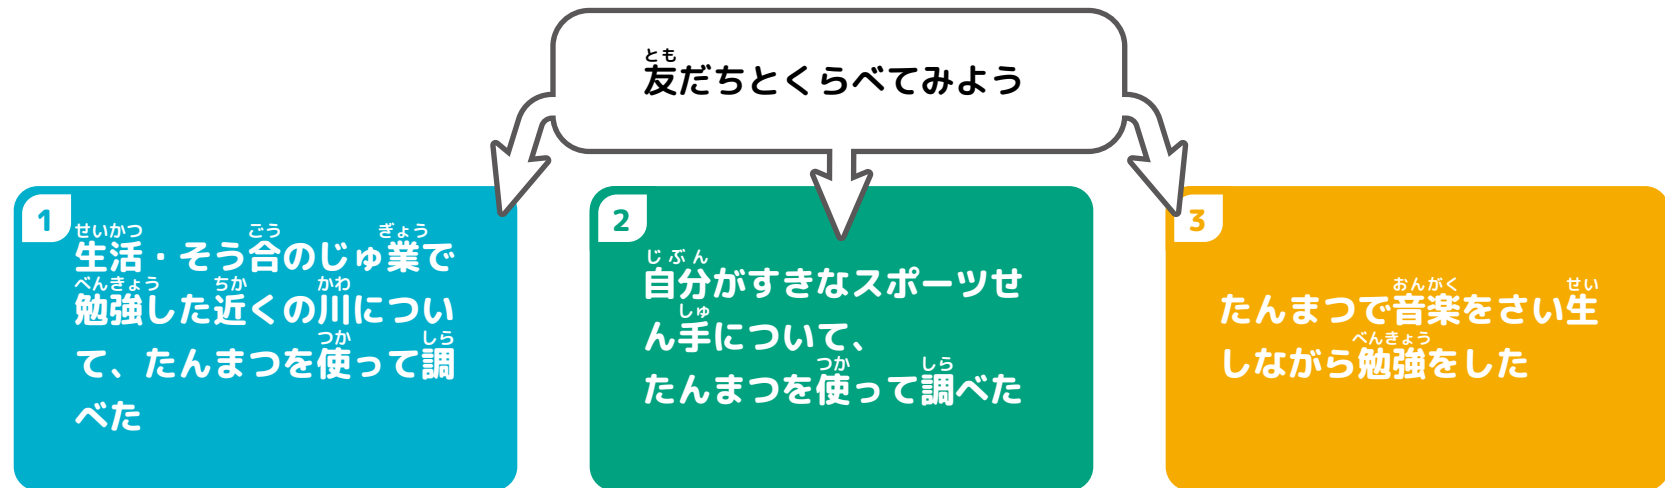 友だちとくらべてみよう
1
生活・そう合のじゅ業で
勉強した近くの川につい
て、たんまつを使って調
べた
2
自分がすきなスポーツせ
ん手について、
たんまつを使って調べた
3
たんまつで音楽をさい生
しながら勉強をした